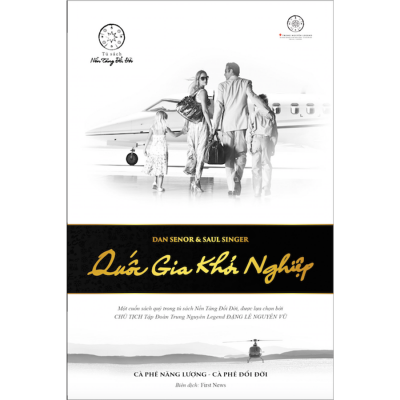 Tủ sách
Nền Tảng Đổi Đời
DAN SENOR & SAUL SINGER
Quốc Gia Khởi Nghiệp
Một cuốn sách quý trong tủ sách Nền Tảng Đổi Đời, được lựa chọn bởi
CHỦ TỊCH Tập Đoàn Trung Nguyên Legend ĐẶNG LÊ NGUYÊN VŨ
CÀ PHÊ NĂNG LƯỢNG - CÀ PHÊ ĐỔI ĐỜI
Biên dịch: First News